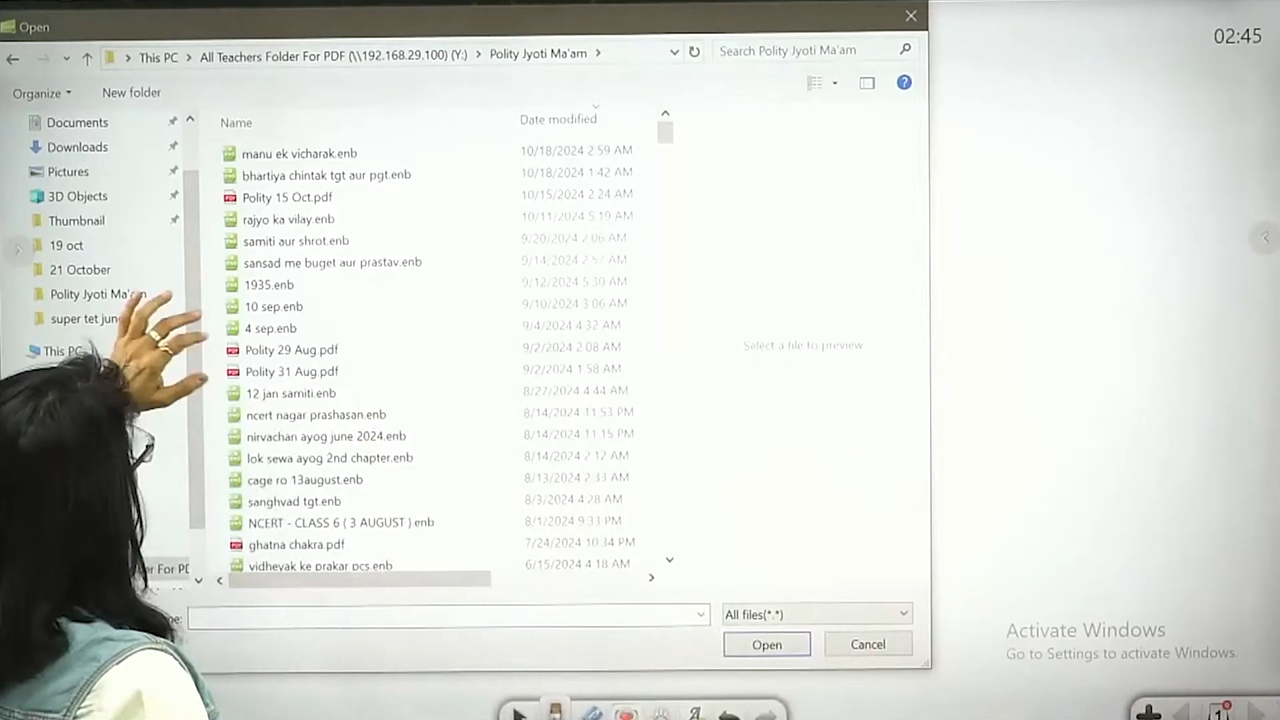 Open
02:45
This PC > All Teachers Folder For PDF (\\192.168.29.100) (Y:) > Polity Jyoti Ma'am >
Search Polity Jyoti Ma'am
Organize
New folder
Documents
Downloads
Pictures
3D Objects
Thumbnail
19 oct
21 October
Polity Jyoti Ma'am
super tet
This PC
er For PD
Name Date modified
manu ek vicharak.enb 10/18/2024 2:59 AM
bhartiya chintak tgt aur pgt.enb 10/18/2024 1:42 AM
Polity 15 Oct.pdf 10/15/2024 2:24 AM
rajyo ka vilay.enb 10/11/2024 5:19 AM
samiti aur shrot.enb 9/20/2024 2:06 AM
sansad me buget aur prastav.enb 9/14/2024 2:57 AM
1935.enb 9/12/2024 5:30 AM
10 sep.enb 9/10/2024 3:06 AM
4 sep.enb 9/4/2024 4:32 AM
Polity 29 Aug.pdf 9/2/2024 2:08 AM
Polity 31 Aug.pdf 9/2/2024 1:58 AM
12 jan samiti.enb 8/27/2024 4:44 AM
ncert nagar prashasan.enb 8/14/2024 11:53 PM
nirvachan ayog june 2024.enb 8/14/2024 11:15 PM
lok sewa ayog 2nd chapter.enb 8/14/2024 2:12 AM
cage ro 13august.enb 8/13/2024 2:33 AM
sanghvad tgt.enb 8/3/2024 4:28 AM
NCERT - CLASS 6 ( 3 AUGUST ).enb 8/1/2024 9:33 PM
ghatna chakra.pdf 7/24/2024 10:34 PM
vidheyak ke prakar pcs.enb 6/15/2024 4:18 AM
Select a file to preview
All files(*.*)
Open
Cancel
Activate Windows
Go to Settings to activate Windows.
1